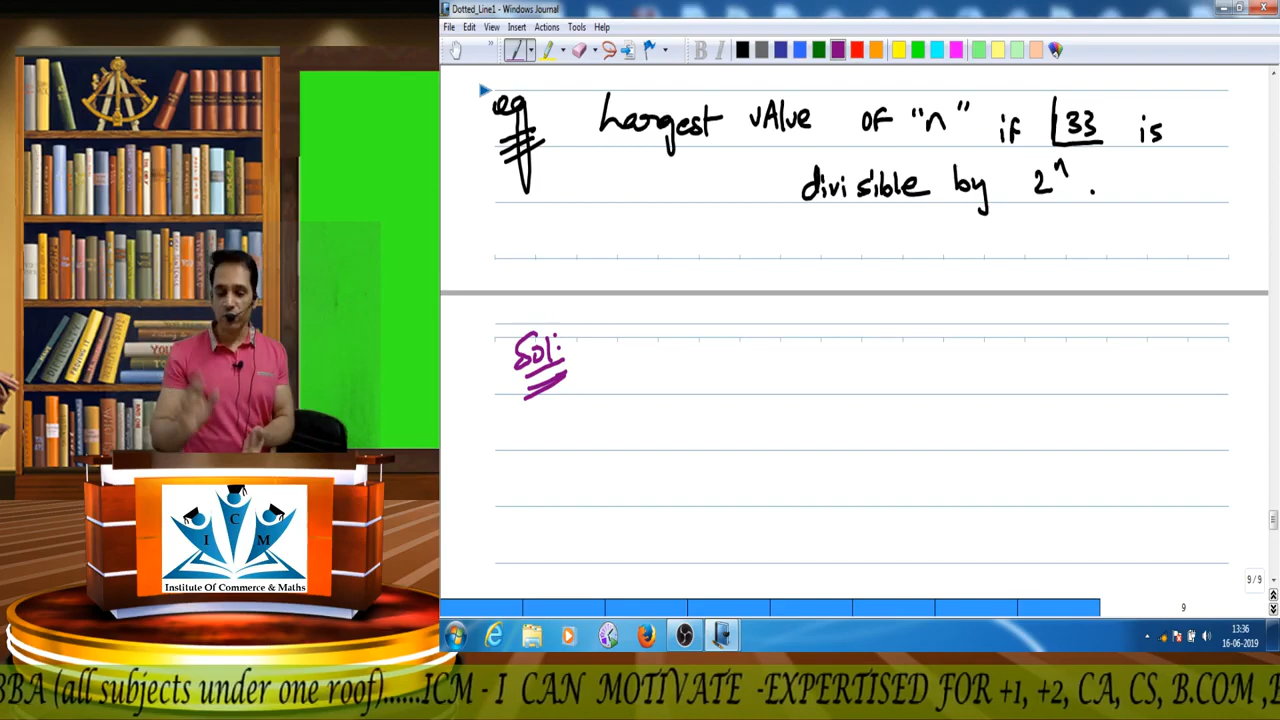 Dotted_Line1 - Windows Journal
File Edit View Insert Actions Tools Help
B I
eg Largest vAlue OF "n" if |33 is
divisible by 2^n .
Sol:
I C M
Institute Of Commerce & Maths
9/9
9
13:36
16-06-2019
BBA (all subjects under one roof)......ICM - I CAN MOTIVATE -EXPERTISED FOR +1, +2, CA, CS, B.COM ,